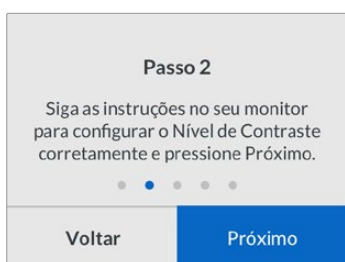 Passo 2
Siga as instruções no seu monitor
para configurar o Nível de Contraste
corretamente e pressione Próximo.
Voltar
Próximo